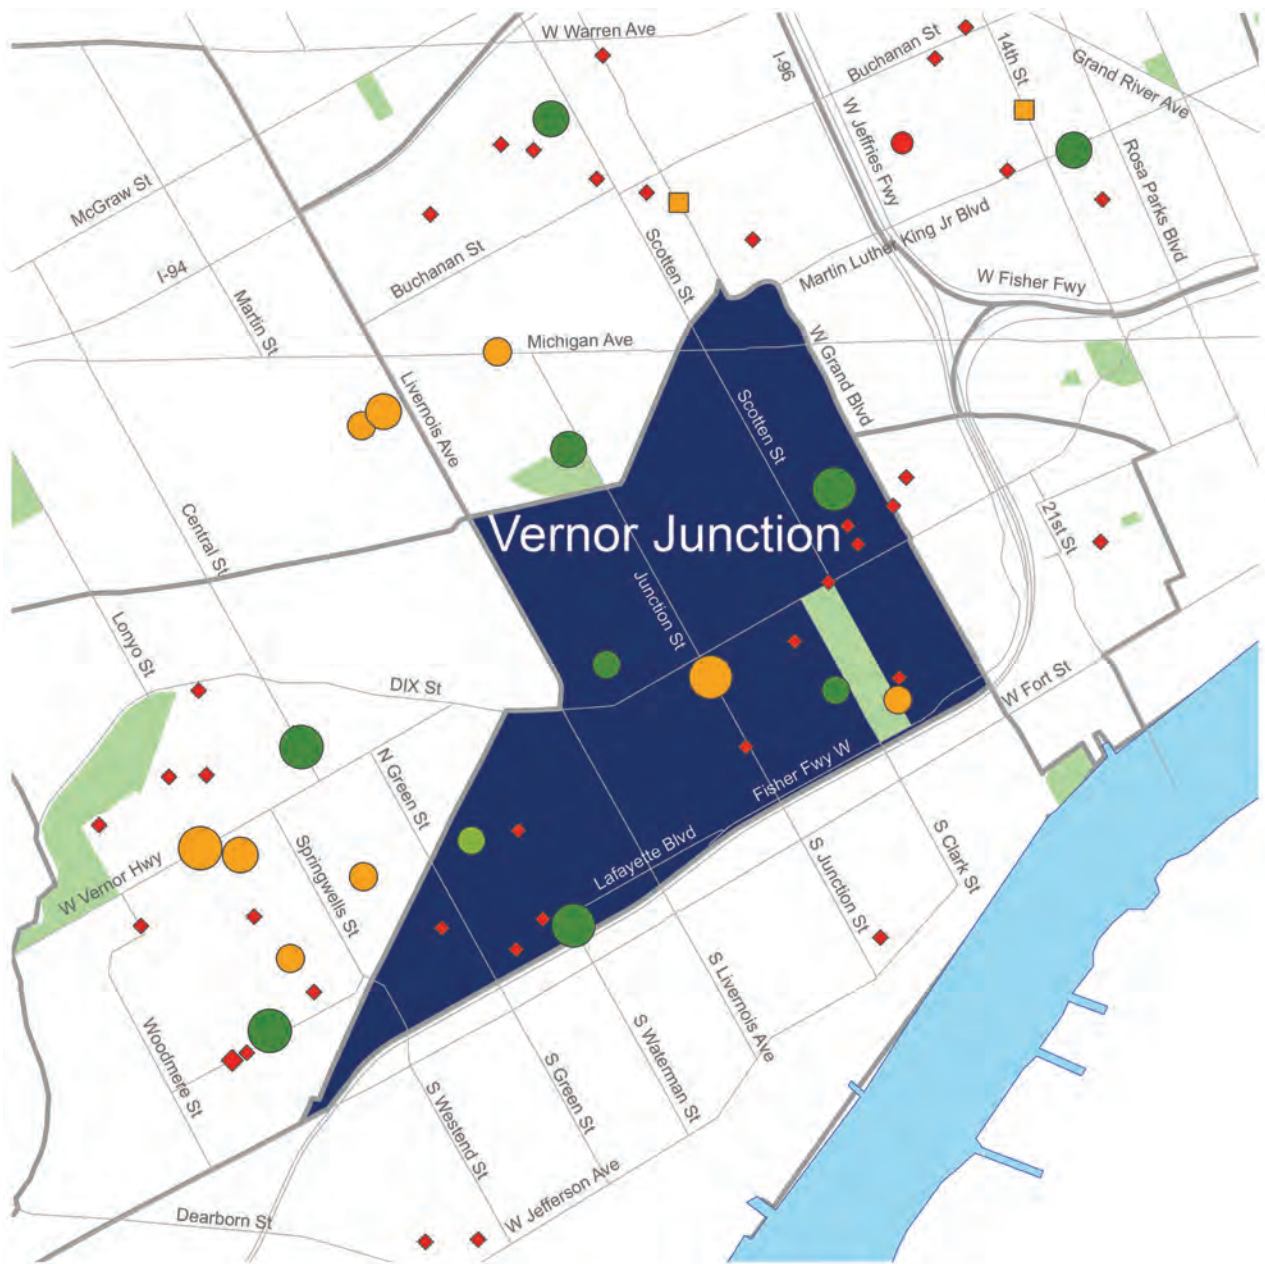 W Warren Ave
Buchanan St
14th St
Grand River Ave
I-96
W Jeffries Fwy
Rosa Parks Blvd
McGraw St
I-94
Martin St
Buchanan St
Scotten St
Martin Luther King Jr Blvd
W Fisher Fwy
Michigan Ave
W Grand Blvd
Livernois Ave
Scotten St
Central St
Vernor Junction
21st St
Junction St
Lonyo St
DIX St
W Fort St
N Green St
Fisher Fwy W
Springwells St
Lafayette Blvd
W Vernor Hwy
S Junction St
S Clark St
S Livernois Ave
Woodmere St
S Waterman St
S Green St
S Westend St
W Jefferson Ave
Dearborn St